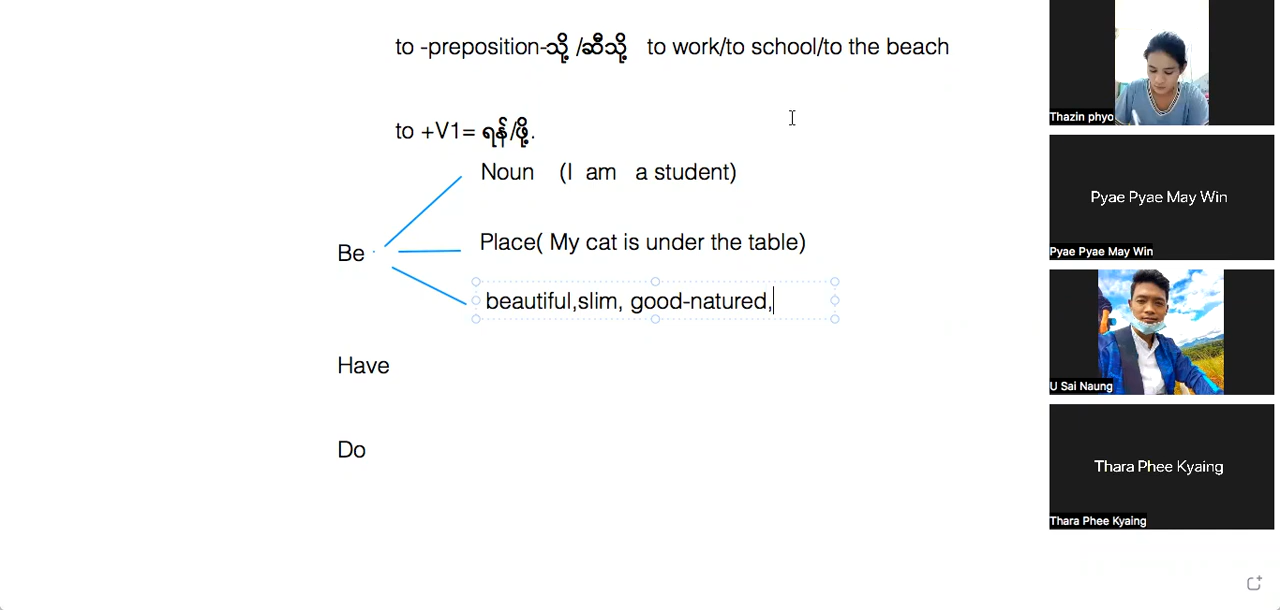 to -preposition-သို့ /ဆီသို့ to work/to school/to the beach
to +V1= ရန်/ဖို့.
Noun (I am a student)
Be
Place( My cat is under the table)
beautiful,slim, good-natured,
Have
Do
Thazin phyo
Pyae Pyae May Win
Pyae Pyae May Win
U Sai Naung
Thara Phee Kyaing
Thara Phee Kyaing